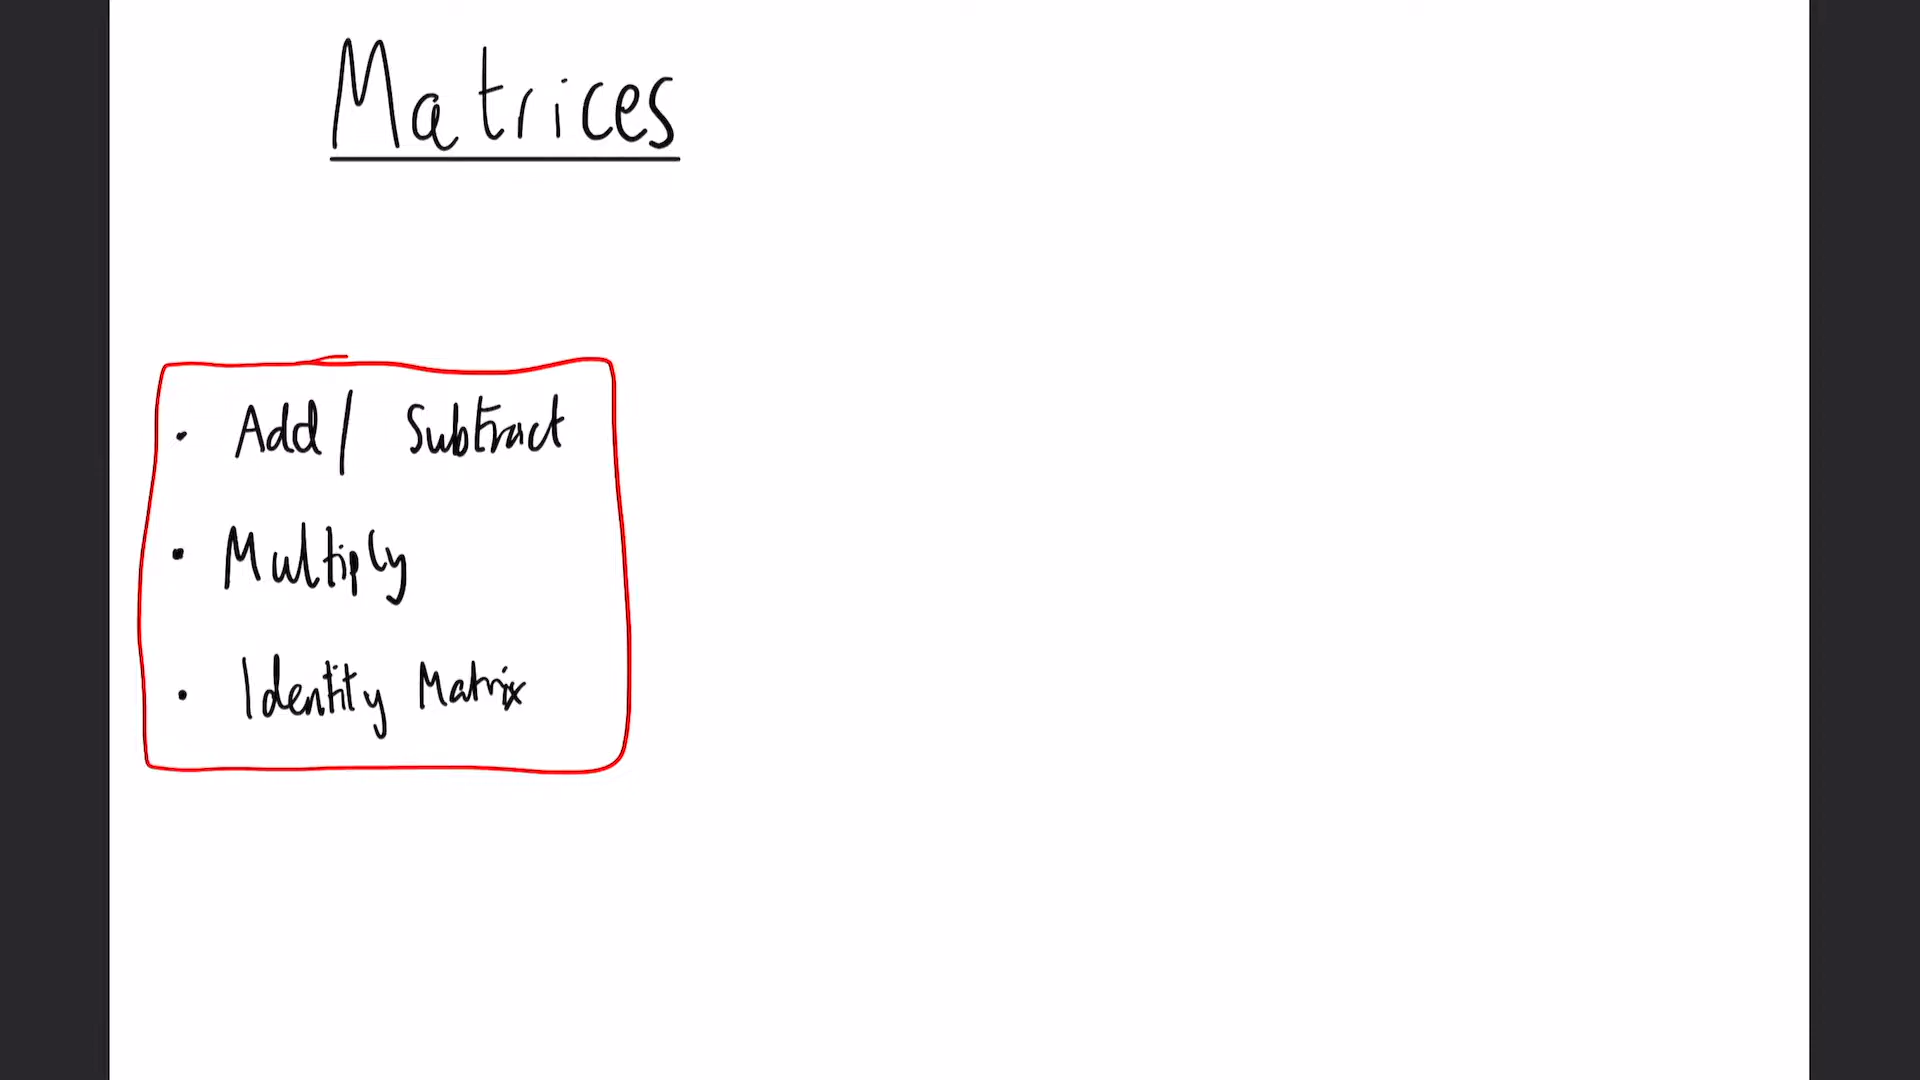 Matrices
· Add/ Subtract
· Multiply
· Identity Matrix